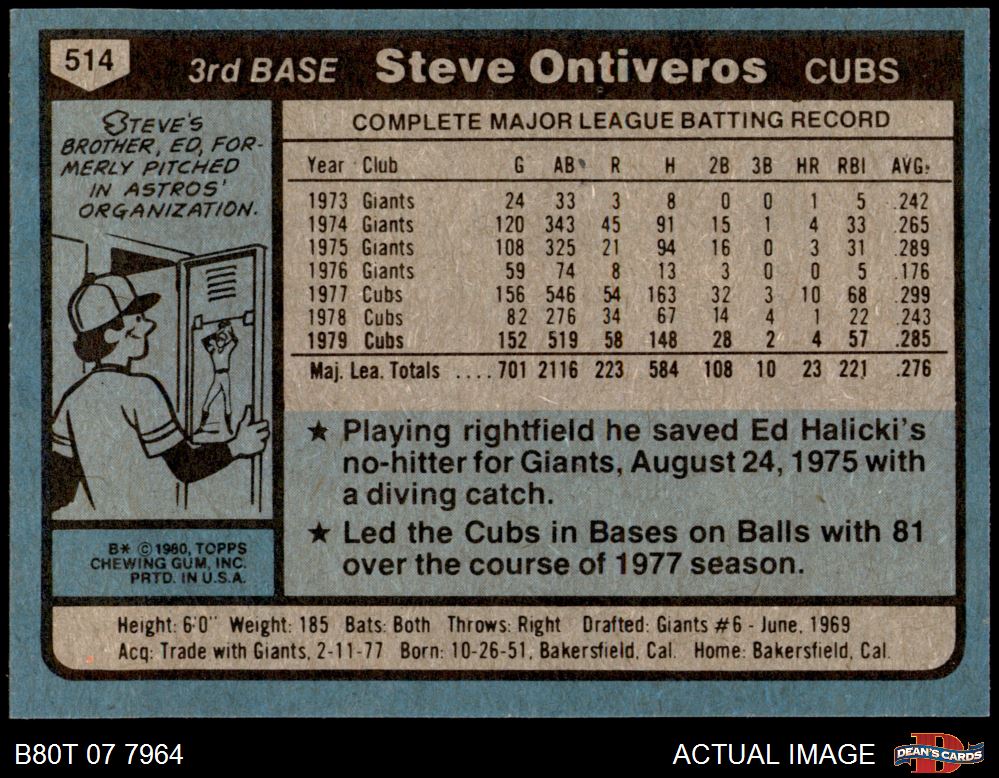 514
3rd BASE Steve Ontiveros CUBS
STEVE'S
BROTHER, ED, FOR-
MERLY PITCHED
IN ASTROS'
ORGANIZATION.
COMPLETE MAJOR LEAGUE BATTING RECORD
Year Club G AB R H 2B 3B HR RBI AVG.
1973 Giants 24 33 3 8 0 0 1 5 .242
1974 Giants 120 343 45 91 15 1 4 33 .265
1975 Giants 108 325 21 94 16 0 3 31 .289
1976 Giants 59 74 8 13 3 0 0 5 .176
1977 Cubs 156 546 54 163 32 3 10 68 .299
1978 Cubs 82 276 34 67 14 4 1 22 .243
1979 Cubs 152 519 58 148 28 2 4 57 .285
Maj. Lea. Totals ....701 2116 223 584 108 10 23 221 .276
★ Playing rightfield he saved Ed Halicki's
no-hitter for Giants, August 24, 1975 with
a diving catch.
★ Led the Cubs in Bases on Balls with 81
over the course of 1977 season.
B* © 1980, TOPPS
CHEWING GUM, INC.
PRTD. IN U.S.A.
Height: 6'0" Weight: 185 Bats: Both Throws: Right Drafted: Giants #6 - June, 1969
Acq: Trade with Giants, 2-11-77 Born: 10-26-51, Bakersfield, Cal. Home: Bakersfield, Cal.
B80T 07 7964
ACTUAL IMAGE
DEAN'S CARDS